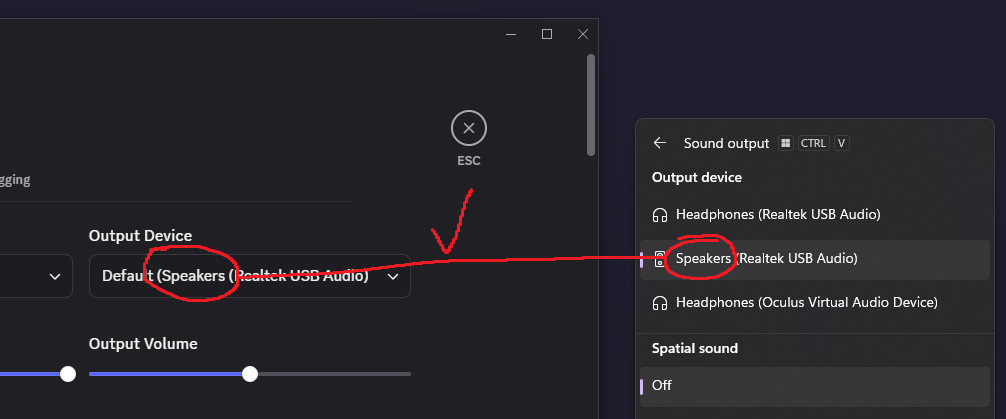 ESC
gging
Output Device
Default (Speakers (Realtek USB Audio)
Output Volume
Sound output CTRL V
Output device
Headphones (Realtek USB Audio)
Speakers (Realtek USB Audio)
Headphones (Oculus Virtual Audio Device)
Spatial sound
Off